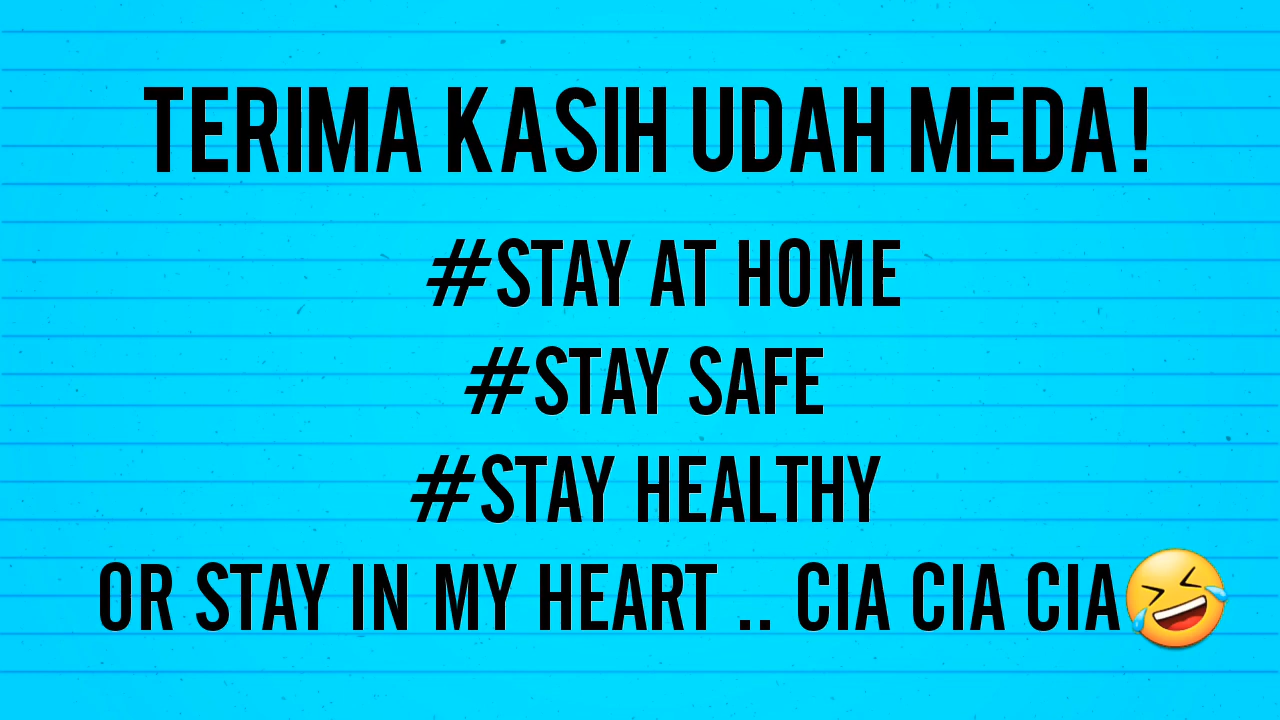 TERIMA KASIH UDAH MEDA!
#STAY AT HOME
#STAY SAFE
#STAY HEALTHY
OR STAY IN MY HEART .. CIA CIA CIA🤣